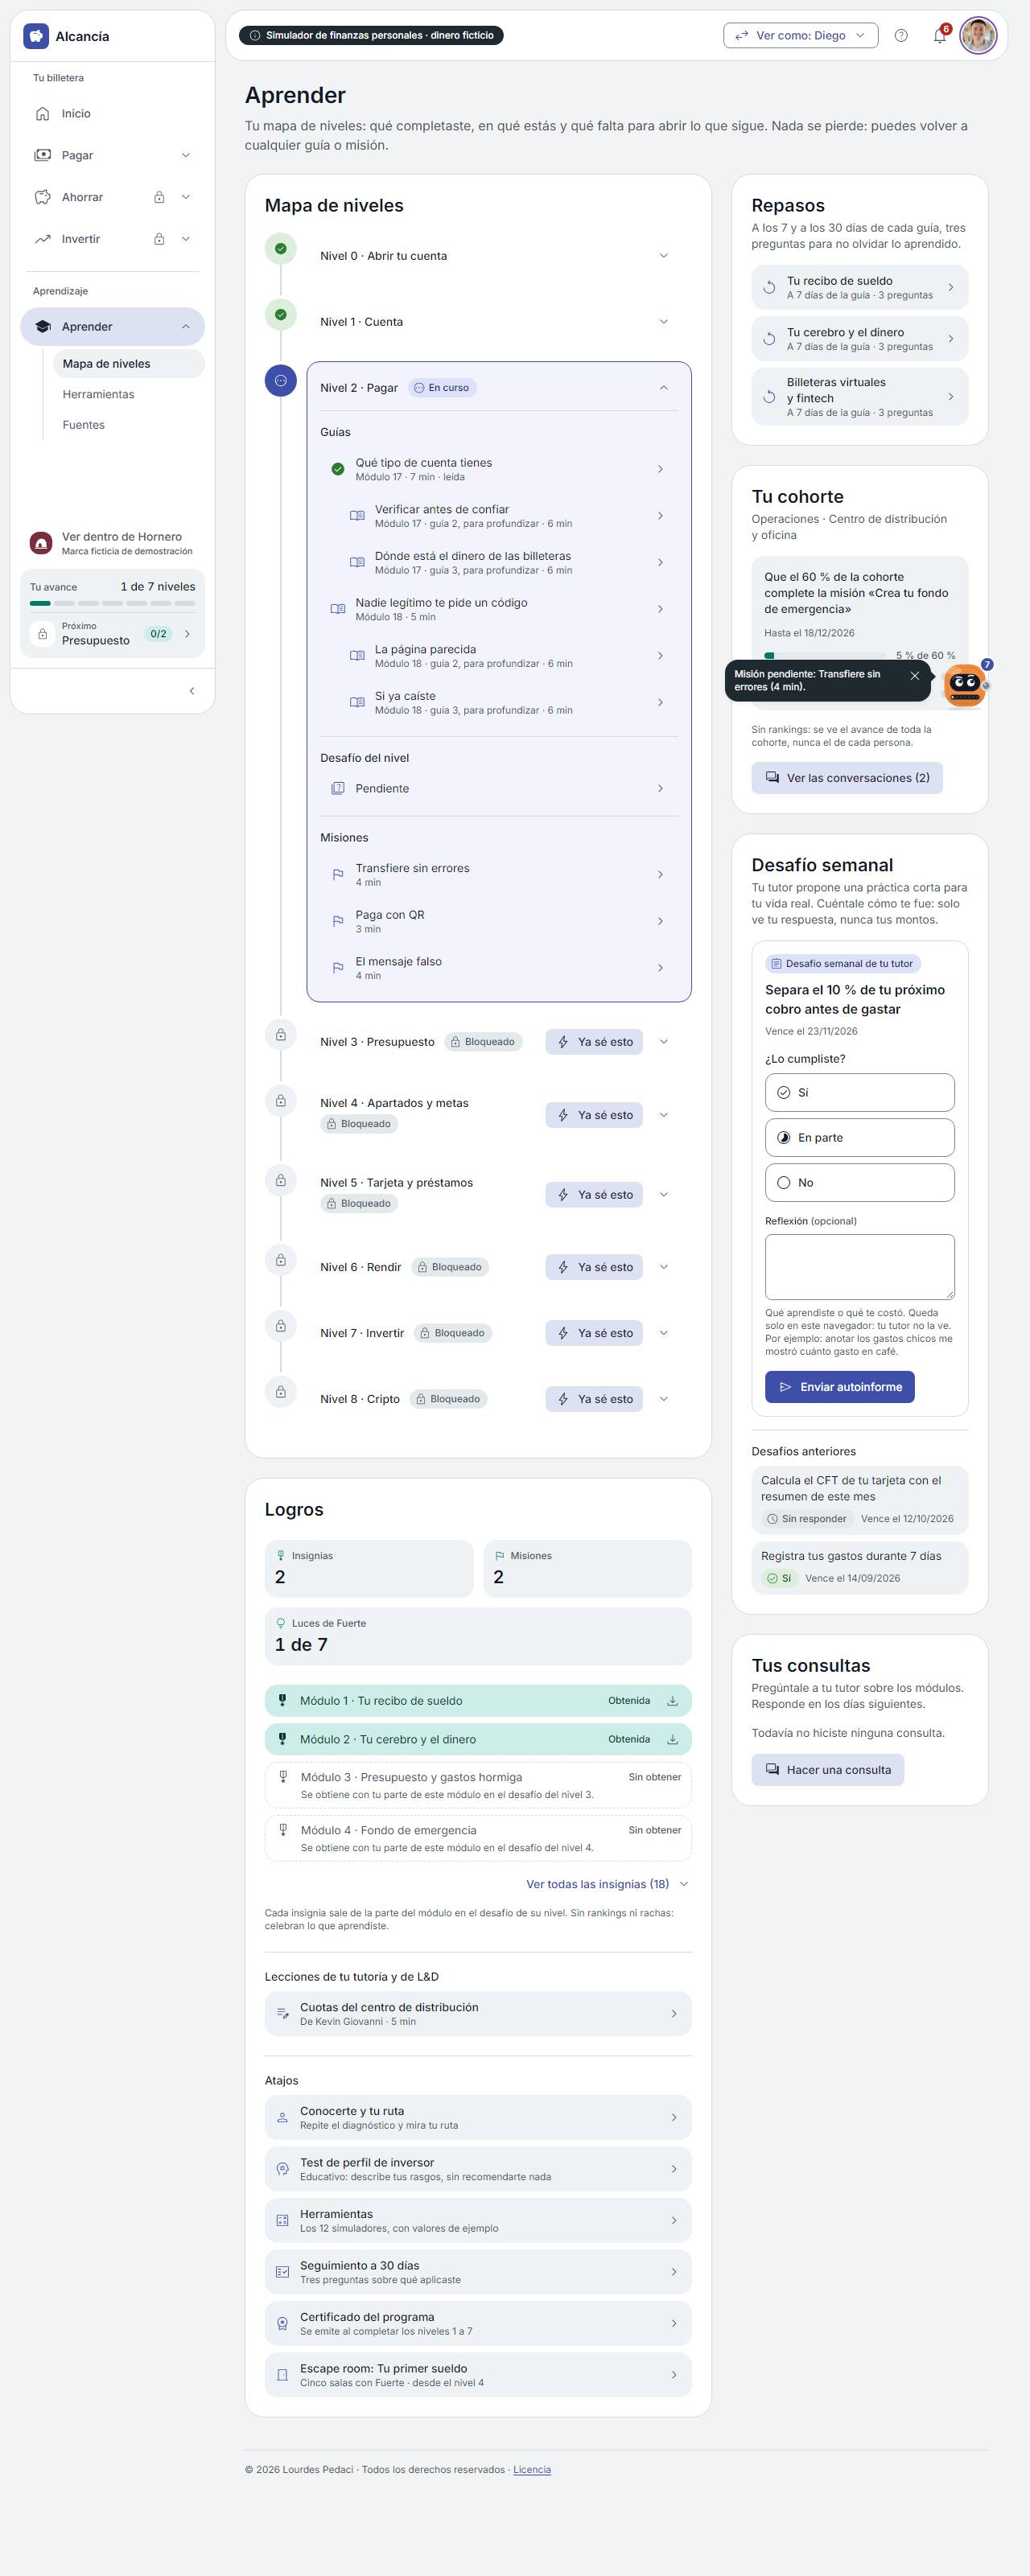 Alcancía
Tu billetera
Inicio
Pagar
Ahorrar
Invertir
Aprendizaje
Aprender
Mapa de niveles
Herramientas
Fuentes
Ver dentro de Hornero
Marca ficticia de demostración
Tu avance
1 de 7 niveles
Próximo
Presupuesto
0/2
Simulador de finanzas personales · dinero ficticio
Ver como: Diego
6
Aprender
Tu mapa de niveles: qué completaste, en qué estás y qué falta para abrir lo que sigue. Nada se pierde: puedes volver a
cualquier guía o misión.
Mapa de niveles
Nivel 0 · Abrir tu cuenta
Nivel 1 · Cuenta
Nivel 2 · Pagar
En curso
Guías
Qué tipo de cuenta tienes
Módulo 17 · 7 min · leída
Verificar antes de confiar
Módulo 17 · guía 2, para profundizar · 6 min
Dónde está el dinero de las billeteras
Módulo 17 · guía 3, para profundizar · 6 min
Nadie legítimo te pide un código
Módulo 18 · 5 min
La página parecida
Módulo 18 · guía 2, para profundizar · 6 min
Si ya caíste
Módulo 18 · guía 3, para profundizar · 6 min
Desafío del nivel
Pendiente
Misiones
Transfiere sin errores
4 min
Paga con QR
3 min
El mensaje falso
4 min
Nivel 3 · Presupuesto
Bloqueado
Ya sé esto
Nivel 4 · Apartados y metas
Bloqueado
Ya sé esto
Nivel 5 · Tarjeta y préstamos
Bloqueado
Ya sé esto
Nivel 6 · Rendir
Bloqueado
Ya sé esto
Nivel 7 · Invertir
Bloqueado
Ya sé esto
Nivel 8 · Cripto
Bloqueado
Ya sé esto
Logros
Insignias
2
Misiones
2
Luces de Fuerte
1 de 7
Módulo 1 · Tu recibo de sueldo
Obtenida
Módulo 2 · Tu cerebro y el dinero
Obtenida
Módulo 3 · Presupuesto y gastos hormiga
Sin obtener
Se obtiene con tu parte de este módulo en el desafío del nivel 3.
Módulo 4 · Fondo de emergencia
Sin obtener
Se obtiene con tu parte de este módulo en el desafío del nivel 4.
Ver todas las insignias (18)
Cada insignia sale de la parte del módulo en el desafío de su nivel. Sin rankings ni rachas:
celebran lo que aprendiste.
Lecciones de tu tutoría y de L&D
Cuotas del centro de distribución
De Kevin Giovanni · 5 min
Atajos
Conocerte y tu ruta
Repite el diagnóstico y mira tu ruta
Test de perfil de inversor
Educativo: describe tus rasgos, sin recomendarte nada
Herramientas
Los 12 simuladores, con valores de ejemplo
Seguimiento a 30 días
Tres preguntas sobre qué aplicaste
Certificado del programa
Se emite al completar los niveles 1 a 7
Escape room: Tu primer sueldo
Cinco salas con Fuerte · desde el nivel 4
Repasos
A los 7 y a los 30 días de cada guía, tres
preguntas para no olvidar lo aprendido.
Tu recibo de sueldo
A 7 días de la guía · 3 preguntas
Tu cerebro y el dinero
A 7 días de la guía · 3 preguntas
Billeteras virtuales
y fintech
A 7 días de la guía · 3 preguntas
Tu cohorte
Operaciones · Centro de distribución
y oficina
Que el 60 % de la cohorte
complete la misión «Crea tu fondo
de emergencia»
Hasta el 18/12/2026
5 % de 60 %
Misión pendiente: Transfiere sin
errores (4 min).
7
Sin rankings: se ve el avance de toda la
cohorte, nunca el de cada persona.
Ver las conversaciones (2)
Desafío semanal
Tu tutor propone una práctica corta para
tu vida real. Cuéntale cómo te fue: solo
ve tu respuesta, nunca tus montos.
Desafío semanal de tu tutor
Separa el 10 % de tu próximo
cobro antes de gastar
Vence el 23/11/2026
¿Lo cumpliste?
Sí
En parte
No
Reflexión (opcional)
Qué aprendiste o qué te costó. Queda
solo en este navegador: tu tutor no la ve.
Por ejemplo: anotar los gastos chicos me
mostró cuánto gasto en café.
Enviar autoinforme
Desafíos anteriores
Calcula el CFT de tu tarjeta con el
resumen de este mes
Sin responder
Vence el 12/10/2026
Registra tus gastos durante 7 días
Sí
Vence el 14/09/2026
Tus consultas
Pregúntale a tu tutor sobre los módulos.
Responde en los días siguientes.
Todavía no hiciste ninguna consulta.
Hacer una consulta
© 2026 Lourdes Pedaci · Todos los derechos reservados · Licencia